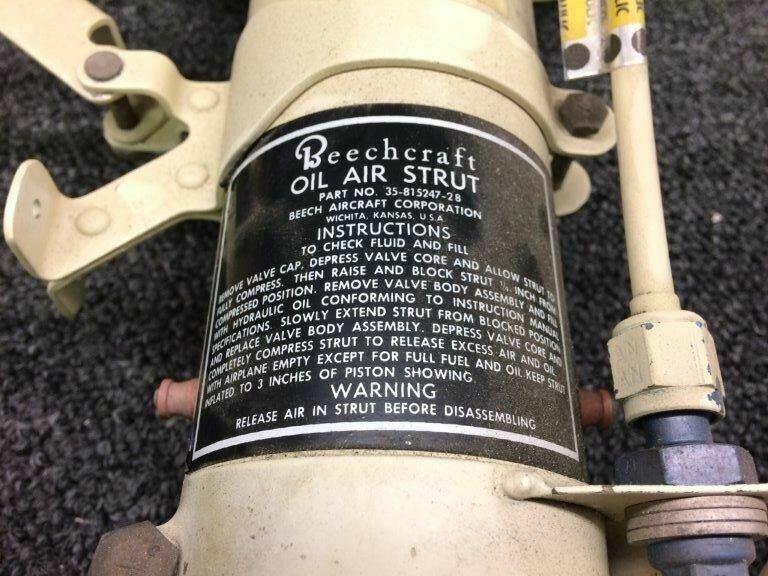 Beechcraft
OIL AIR STRUT
PART NO. 35-815247-2B
BEECH AIRCRAFT CORPORATION
WICHITA, KANSAS, U.S.A
INSTRUCTIONS
TO CHECK FLUID AND FILL
REMOVE VALVE CAP, DEPRESS VALVE CORE AND ALLOW STRUT TO
FULLY COMPRESS. THEN RAISE AND BLOCK STRUT INCH FROM
COMPRESSED POSITION. REMOVE VALVE BODY ASSEMBLY AND FILL
WITH HYDRAULIC OIL CONFORMING TO INSTRUCTION MANUAL
SPECIFICATIONS. SLOWLY EXTEND STRUT FROM BLOCKED POSITION
AND REPLACE VALVE BODY ASSEMBLY. DEPRESS VALVE CORE AND
COMPLETELY COMPRESS STRUT TO RELEASE EXCESS AIR AND OIL.
WITH AIRPLANE EMPTY EXCEPT FOR FULL FUEL AND OIL KEEP STRUT
INFLATED TO 3 INCHES OF PISTON SHOWING.
WARNING
RELEASE AIR IN STRUT BEFORE DISASSEMBLING